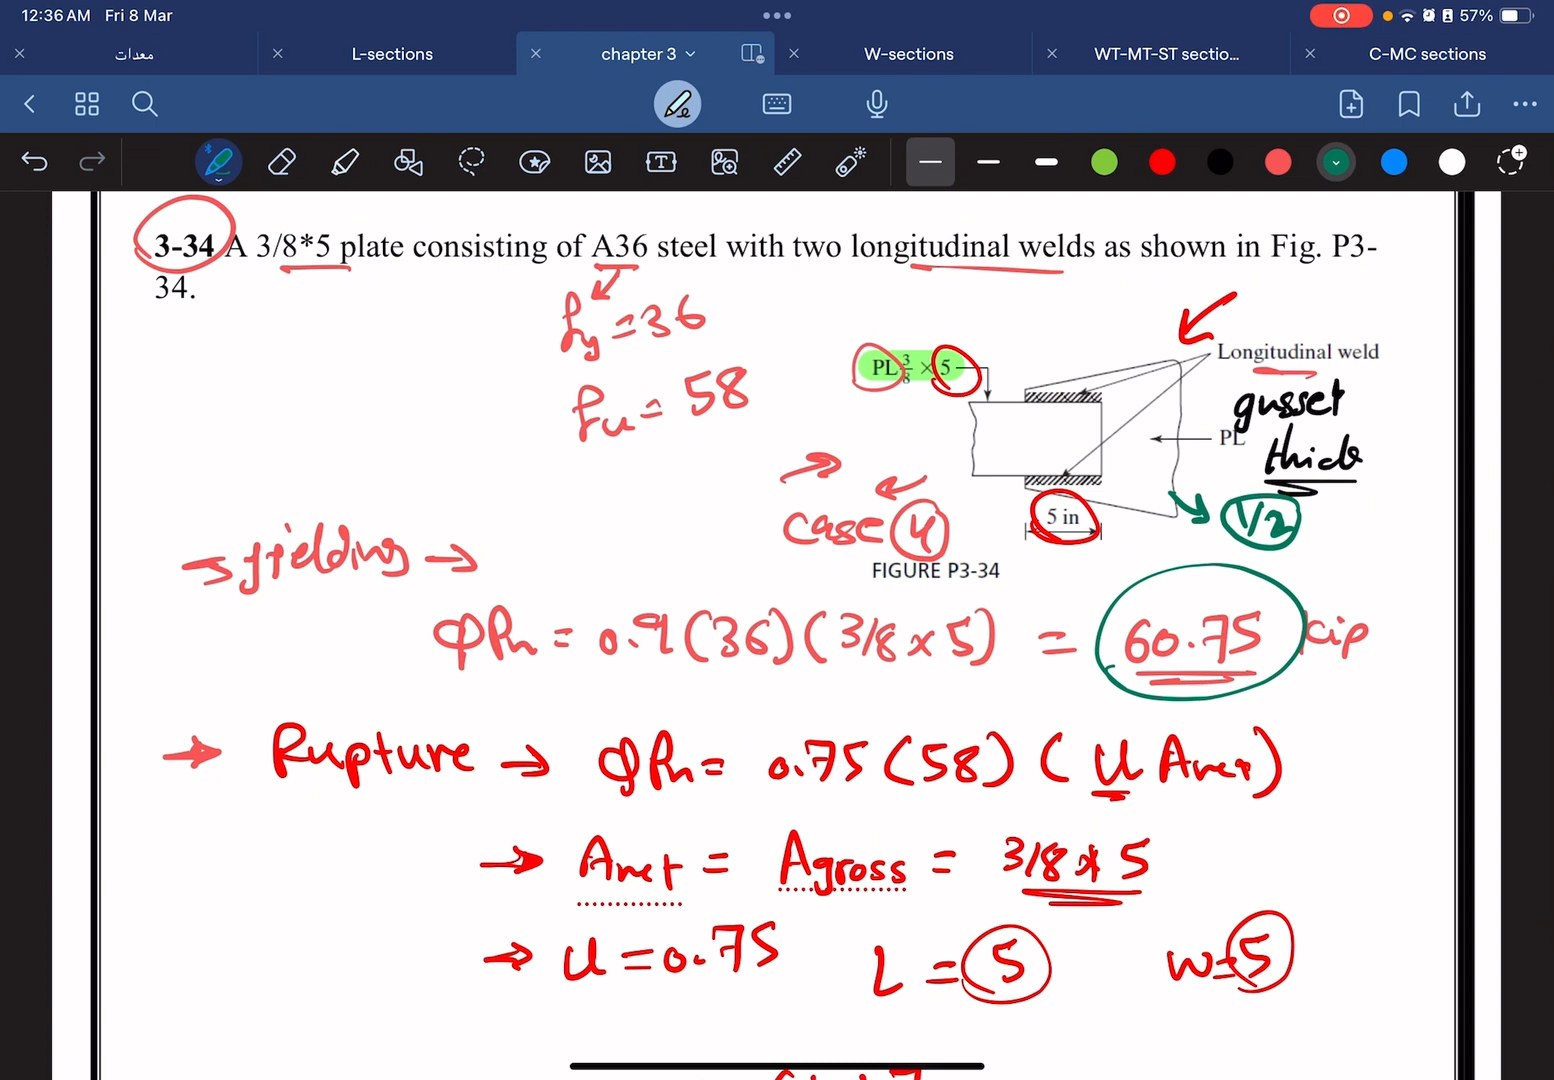 12:36 AM Fri 8 Mar
57%
معدات
L-sections
chapter 3
W-sections
WT-MT-ST sectio...
C-MC sections
3-34 A 3/8*5 plate consisting of A36 steel with two longitudinal welds as shown in Fig. P3-
34.
fy = 36
fu = 58
PL 3/8 × 5
Longitudinal weld
gusset
PL
thick
1/2
case 4
5 in
FIGURE P3-34
→ yielding →
ΦPn = 0.9(36)(3/8 x 5) = 60.75 kip
→ Rupture → ΦPn = 0.75(58)(U Anet)
→ Anet = Agross = 3/8 * 5
→ U = 0.75 L = 5 w = 5